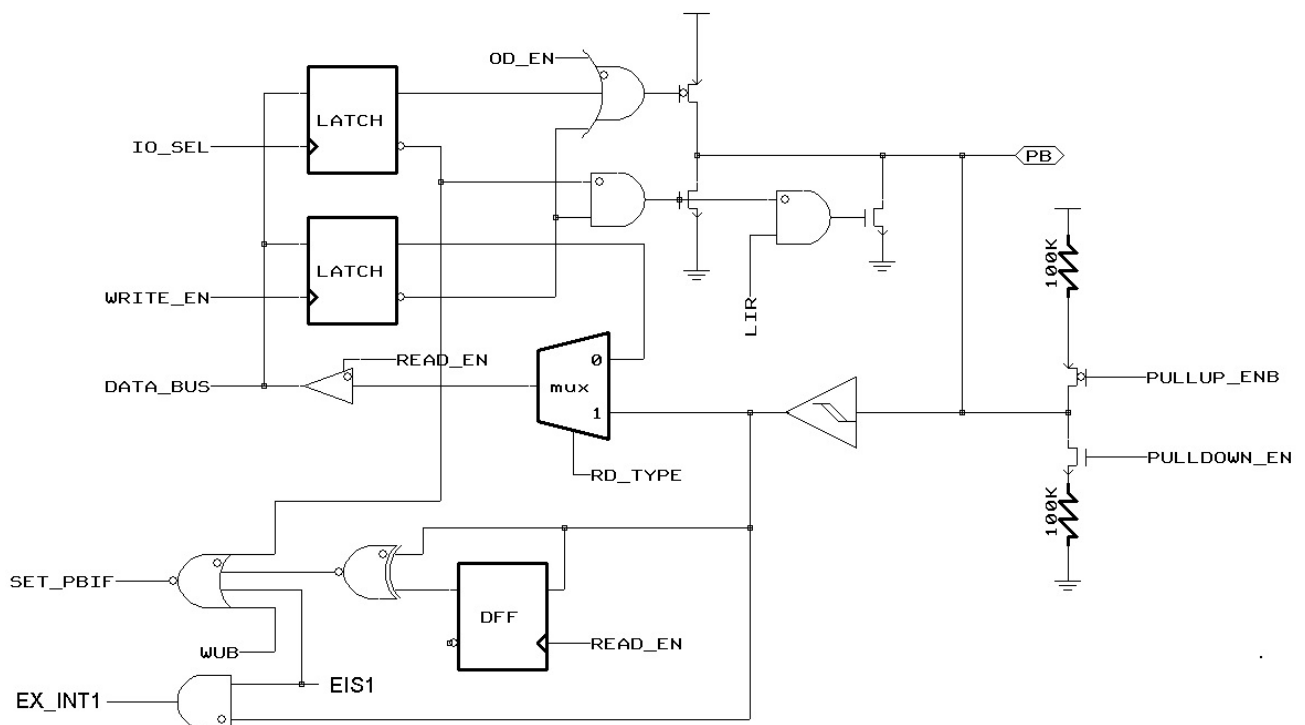 OD_EN
LATCH
IO_SEL
PB
LATCH
100K
WRITE_EN
LIR
READ_EN
0
DATA_BUS
mux
PULLUP_ENB
1
PULLDOWN_EN
RD_TYPE
100K
SET_PBIF
DFF
READ_EN
WUB
EIS1
EX_INT1